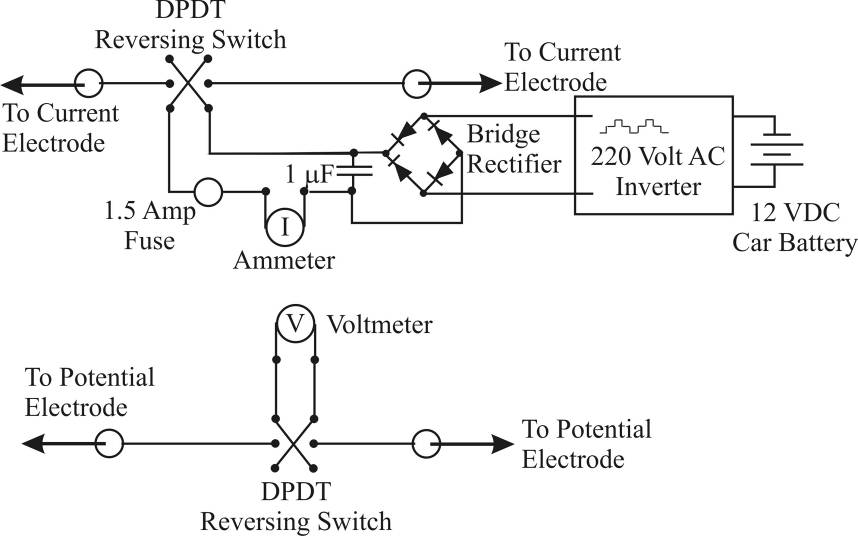 DPDT
Reversing Switch
To Current
Electrode
To Current
Electrode
Bridge
Rectifier
1 µF
220 Volt AC
Inverter
1.5 Amp
Fuse
I
Ammeter
12 VDC
Car Battery
V
Voltmeter
To Potential
Electrode
To Potential
Electrode
DPDT
Reversing Switch